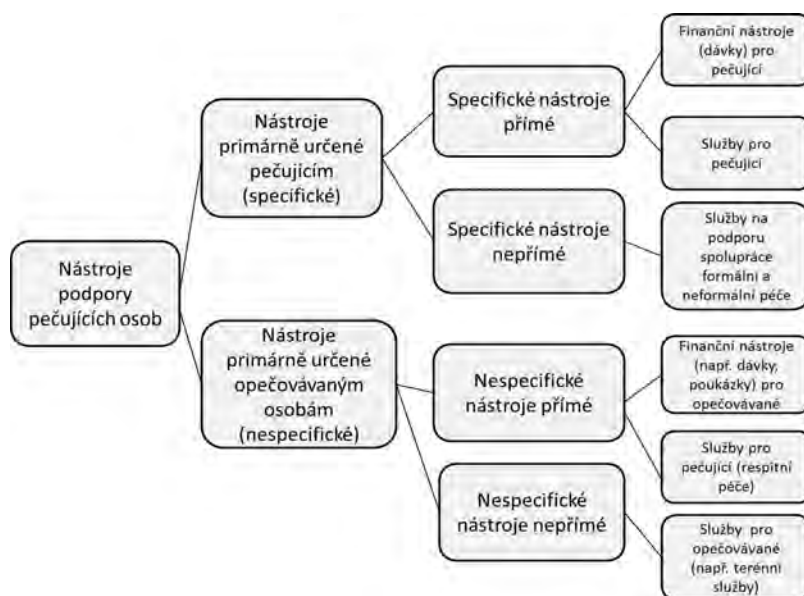 Nástroje
podpory
pečujících osob
Nástroje
primárně určené
pečujícím
(specifické)
Specifické nástroje
přímé
Finanční nástroje
(dávky) pro
pečující
Služby pro
pečující
Specifické nástroje
nepřímé
Služby na
podporu
spolupráce
formální a
neformální péče
Nástroje
primárně určené
opečovávaným
osobám
(nespecifické)
Nespecifické
nástroje přímé
Finanční nástroje
(např. dávky,
poukázky) pro
opečovávané
Služby pro
pečující (respitní
péče)
Nespecifické
nástroje nepřímé
Služby pro
opečovávané
(např. terénní
služby)